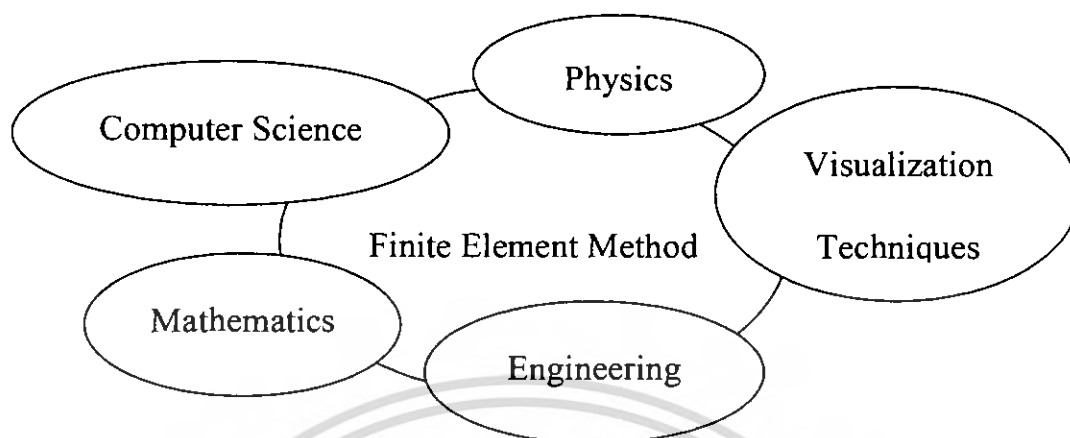 Physics
Computer Science
Visualization
Techniques
Finite Element Method
Mathematics
Engineering